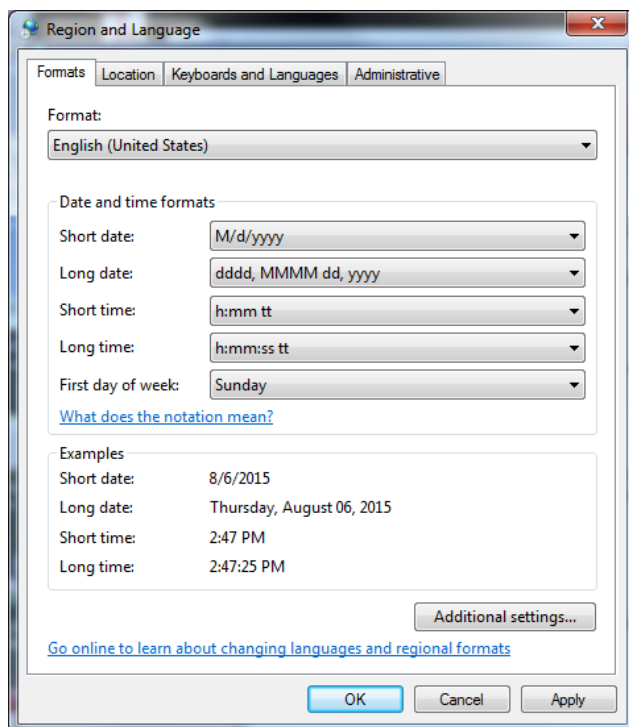 Region and Language
Formats Location Keyboards and Languages Administrative
Format:
English (United States)
Date and time formats
Short date: M/d/yyyy
Long date: dddd, MMMM dd, yyyy
Short time: h:mm tt
Long time: h:mm:ss tt
First day of week: Sunday
What does the notation mean?
Examples
Short date: 8/6/2015
Long date: Thursday, August 06, 2015
Short time: 2:47 PM
Long time: 2:47:25 PM
Additional settings...
Go online to learn about changing languages and regional formats
OK Cancel Apply